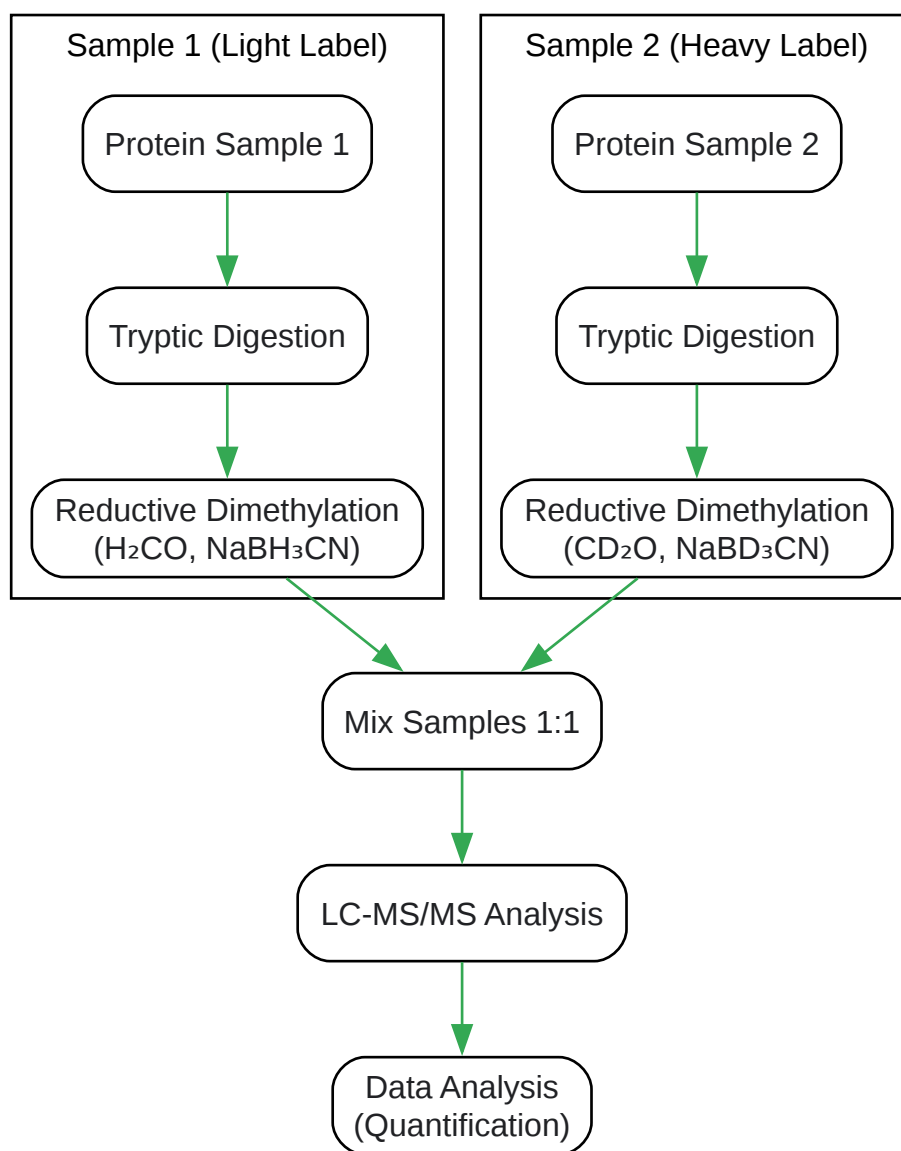 Sample 1 (Light Label)
Protein Sample 1
Tryptic Digestion
Reductive Dimethylation
(H₂CO, NaBH₃CN)
Sample 2 (Heavy Label)
Protein Sample 2
Tryptic Digestion
Reductive Dimethylation
(CD₂O, NaBD₃CN)
Mix Samples 1:1
LC-MS/MS Analysis
Data Analysis
(Quantification)